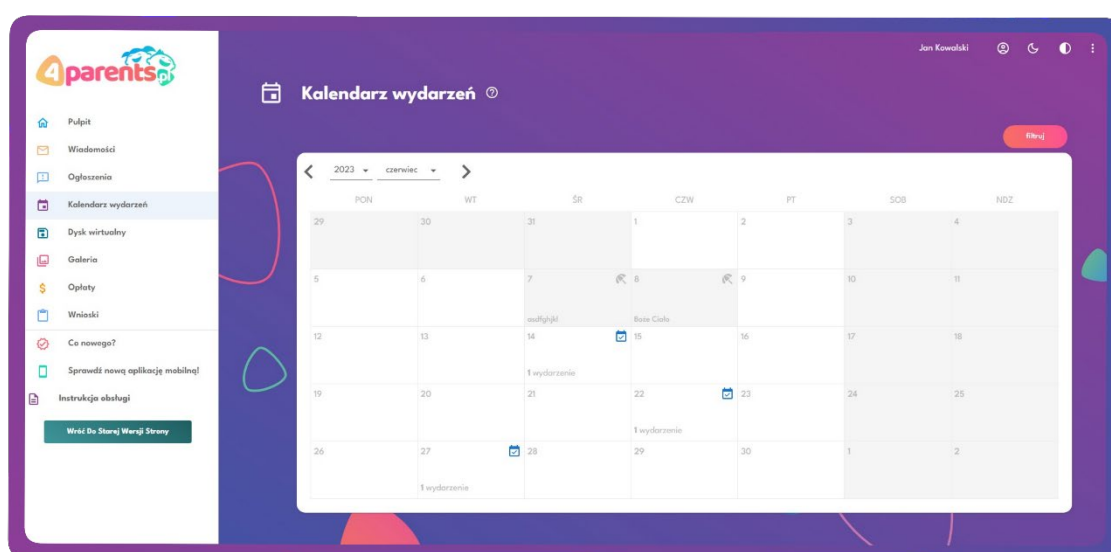 4parents.pl
Jan Kowalski
Kalendarz wydarzeń
filtruj
Pulpit
Wiadomości
Ogłoszenia
Kalendarz wydarzeń
Dysk wirtualny
Galeria
Opłaty
Wnioski
Co nowego?
Sprawdź nową aplikację mobilną!
Instrukcja obsługi
Wróć Do Starej Wersji Strony
2023 czerwiec
PON WT ŚR CZW PT SOB NDZ
29 30 31 1 2 3 4
5 6 7 8 9 10 11
asdfghjkl Boże Ciało
12 13 14 15 16 17 18
1 wydarzenie
19 20 21 22 23 24 25
1 wydarzenie
26 27 28 29 30 1 2
1 wydarzenie